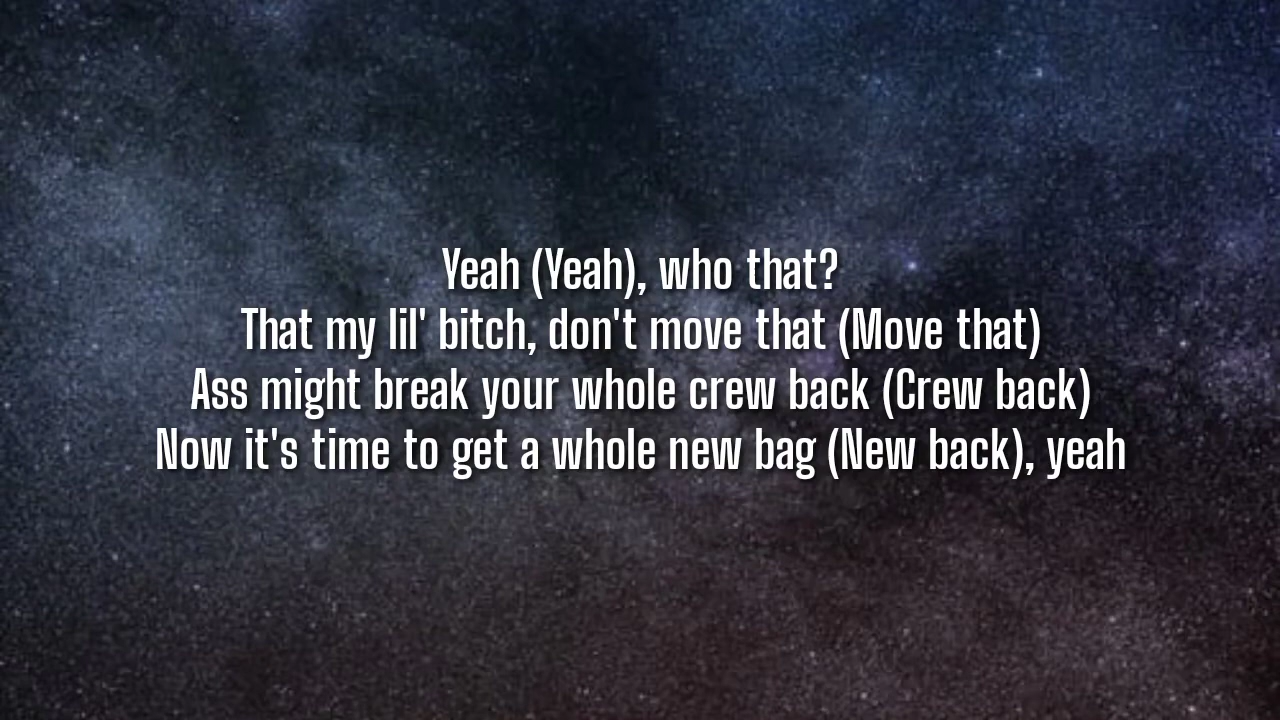 Yeah (Yeah), who that?
That my lil' bitch, don't move that (Move that)
Ass might break your whole crew back (Crew back)
Now it's time to get a whole new bag (New back), yeah